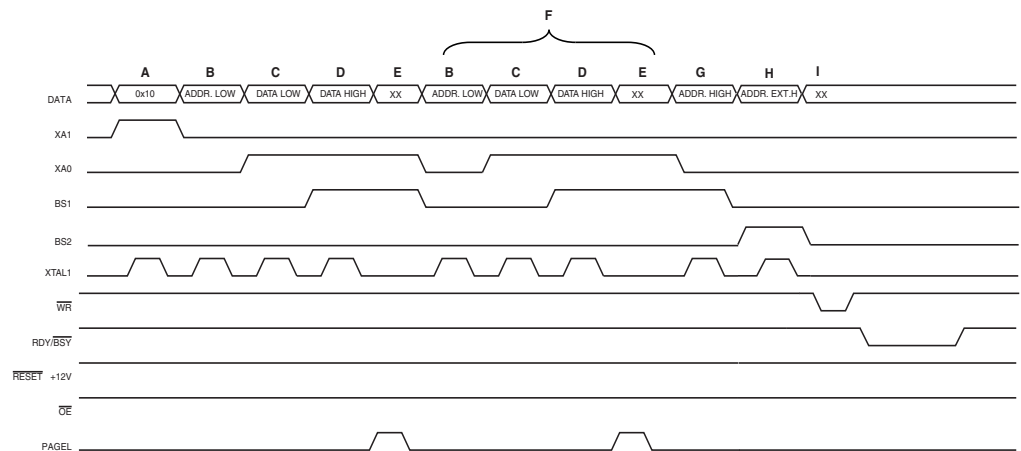 F
A B C D E B C D E G H I
DATA 0x10 ADDR. LOW DATA LOW DATA HIGH XX ADDR. LOW DATA LOW DATA HIGH XX ADDR. HIGH ADDR. EXT.H XX
XA1
XA0
BS1
BS2
XTAL1
WR
RDY/BSY
RESET +12V
OE
PAGEL